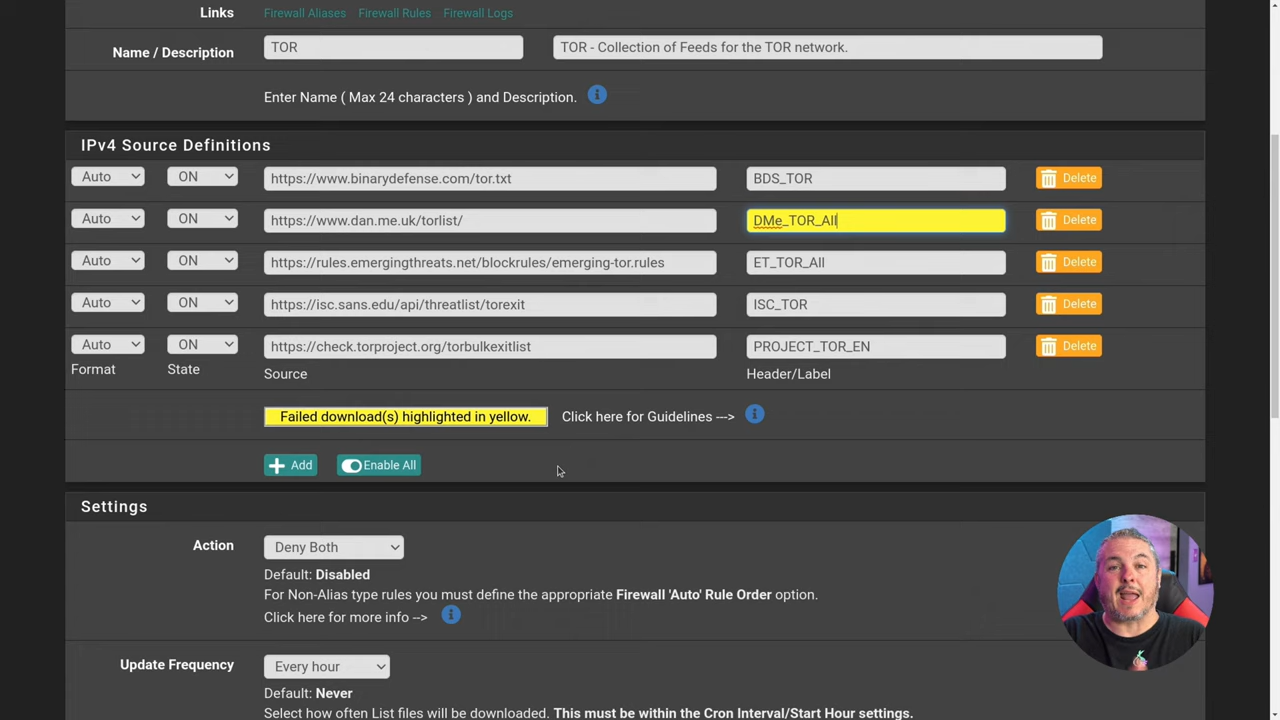 Links Firewall Aliases Firewall Rules Firewall Logs
Name / Description TOR TOR - Collection of Feeds for the TOR network.
Enter Name ( Max 24 characters ) and Description.
IPv4 Source Definitions
Auto ON https://www.binarydefense.com/tor.txt BDS_TOR Delete
Auto ON https://www.dan.me.uk/torlist/ DMe_TOR_All Delete
Auto ON https://rules.emergingthreats.net/blockrules/emerging-tor.rules ET_TOR_All Delete
Auto ON https://isc.sans.edu/api/threatlist/torexit ISC_TOR Delete
Auto ON https://check.torproject.org/torbulkexitlist PROJECT_TOR_EN Delete
Format State Source Header/Label
Failed download(s) highlighted in yellow. Click here for Guidelines --->
Add Enable All
Settings
Action Deny Both
Default: Disabled
For Non-Alias type rules you must define the appropriate Firewall 'Auto' Rule Order option.
Click here for more info -->
Update Frequency Every hour
Default: Never
Select how often List files will be downloaded. This must be within the Cron Interval/Start Hour settings.